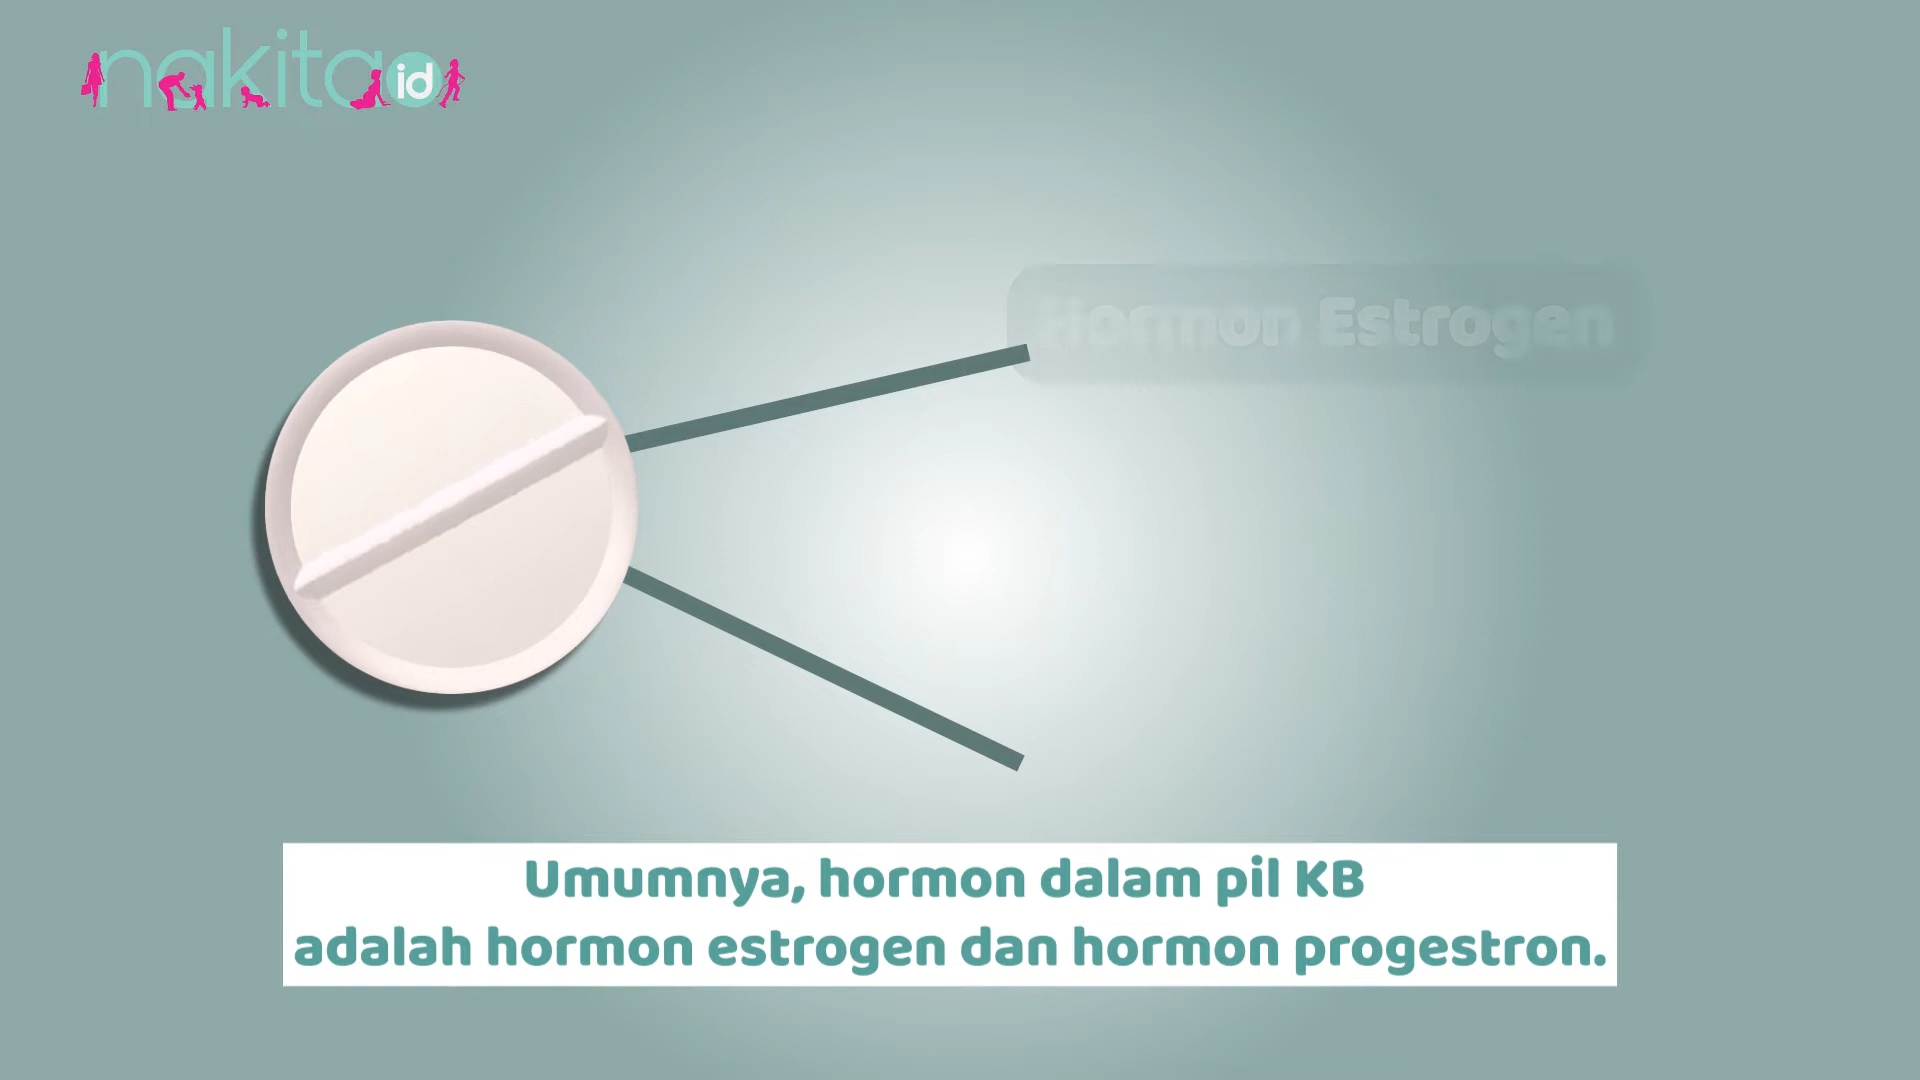 nakita id
Hormon Estrogen
Umumnya, hormon dalam pil KB
adalah hormon estrogen dan hormon progestron.